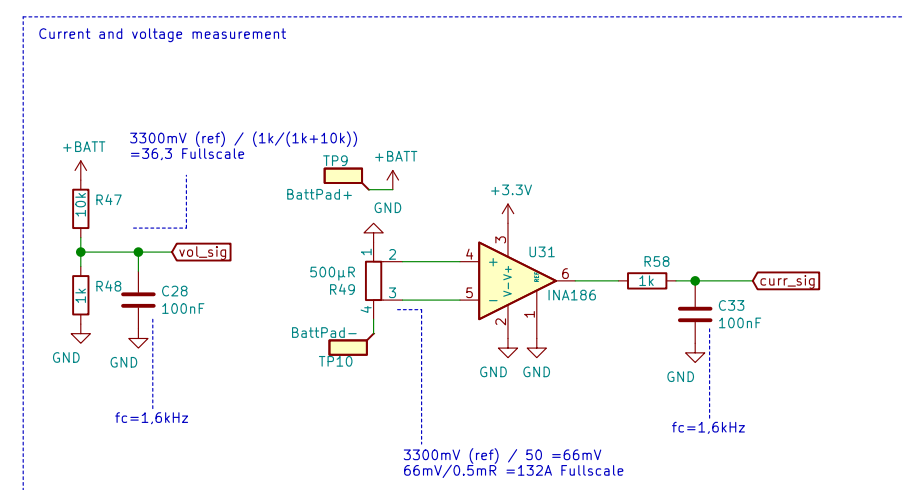 Current and voltage measurement
3300mV (ref) / (1k/(1k+10k))
=36,3 Fullscale
+BATT
10k
R47
vol_sig
1k
R48
C28
100nF
GND
GND
fc=1,6kHz
TP9
+BATT
BattPad+
GND
1
2
500µR
R49
3
4
BattPad-
TP10
+3.3V
3
U31
4
+
V+
V-
REF
6
5
-
INA186
2
1
GND
GND
R58
1k
curr_sig
C33
100nF
GND
fc=1,6kHz
3300mV (ref) / 50 =66mV
66mV/0.5mR =132A Fullscale